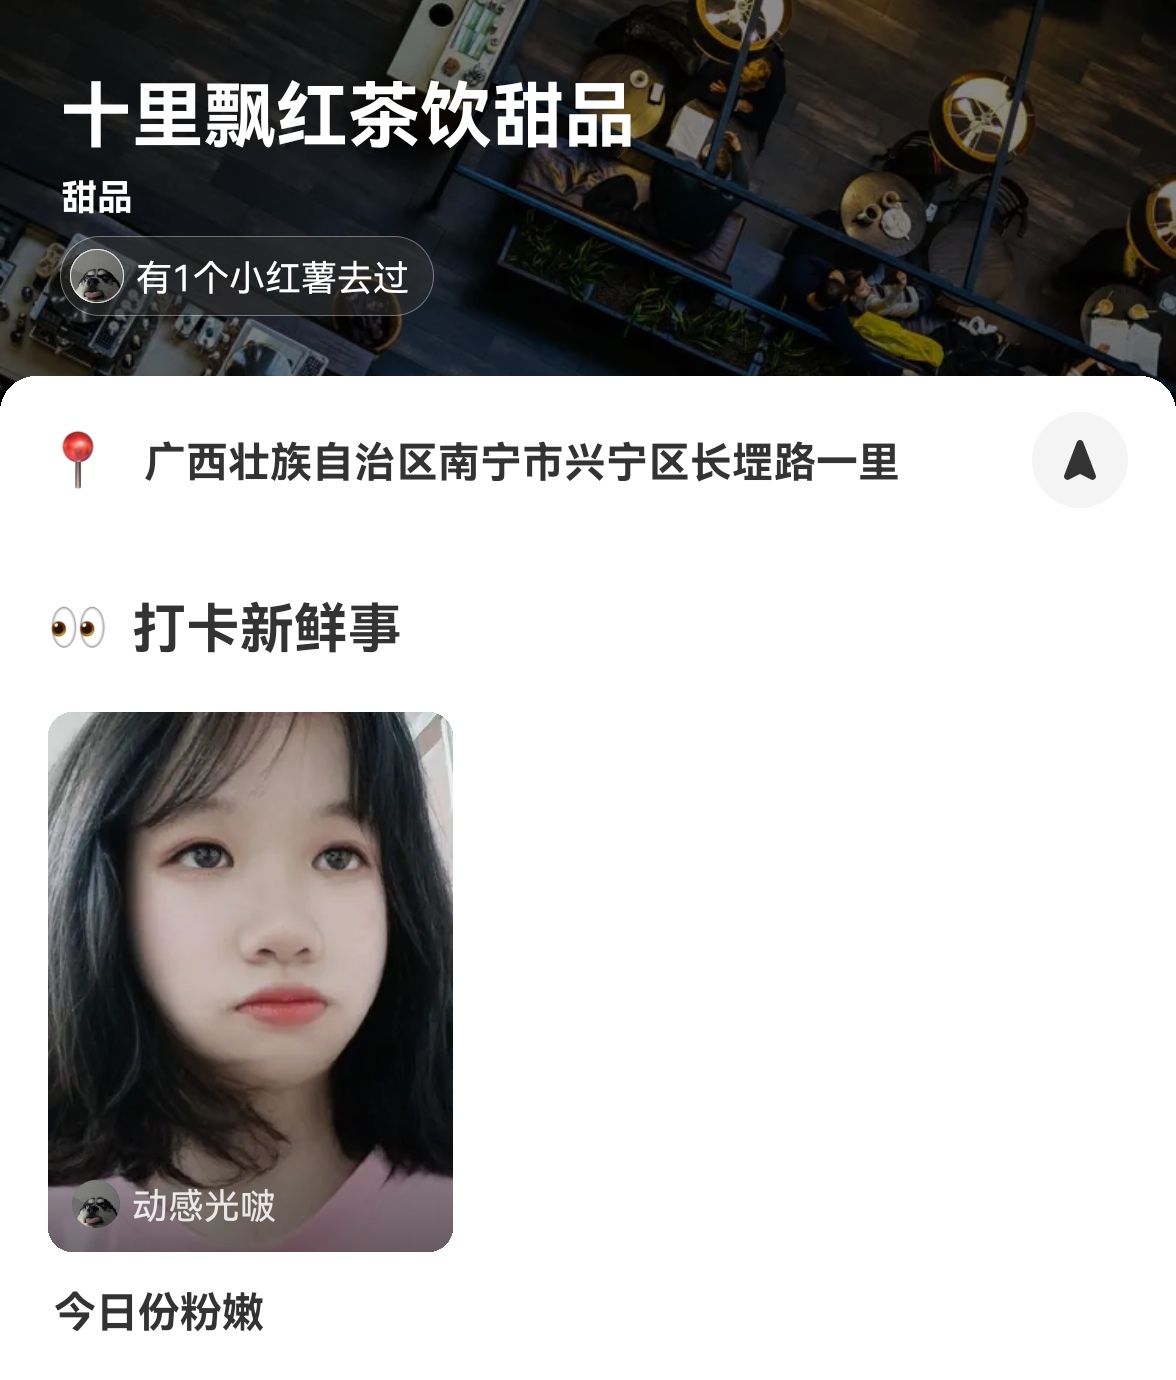 十里飘红茶饮甜品
甜品
有1个小红薯去过
广西壮族自治区南宁市兴宁区长堽路一里
打卡新鲜事
动感光啵
今日份粉嫩